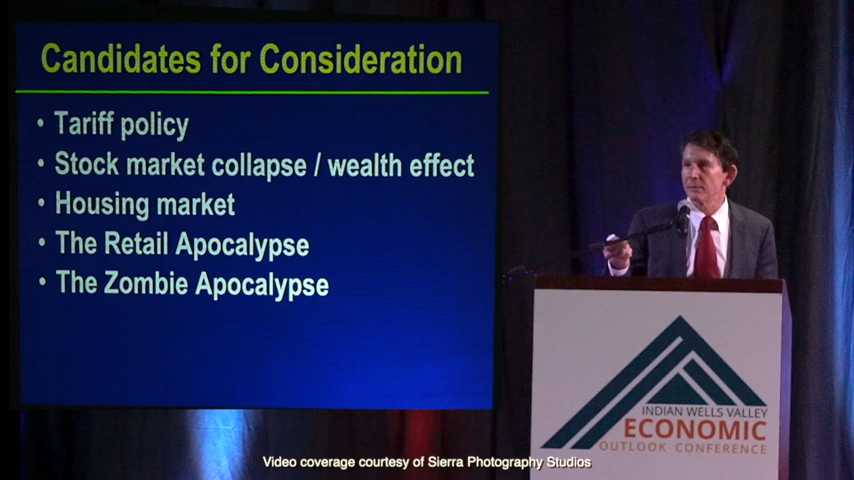 Candidates for Consideration
• Tariff policy
• Stock market collapse / wealth effect
• Housing market
• The Retail Apocalypse
• The Zombie Apocalypse
INDIAN WELLS VALLEY
ECONOMIC
OUTLOOK CONFERENCE
Video coverage courtesy of Sierra Photography Studios